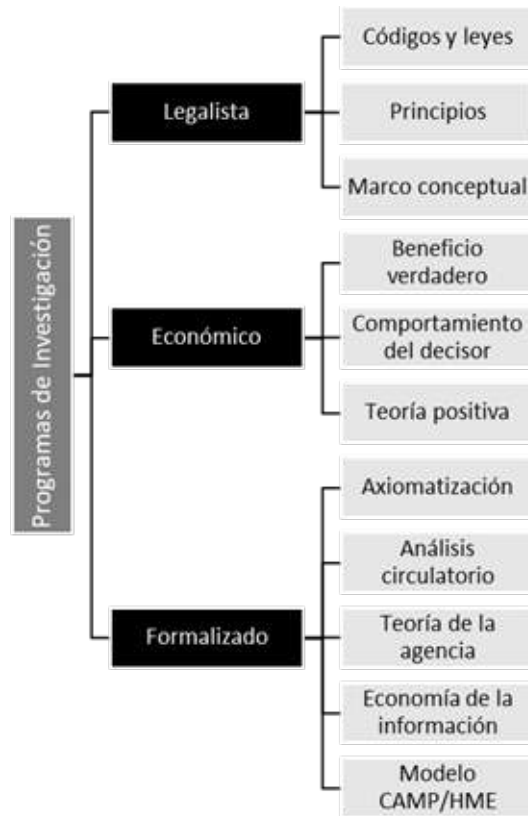 Programas de Investigación
Legalista
Códigos y leyes
Principios
Marco conceptual
Económico
Beneficio
verdadero
Comportamiento
del decisor
Teoría positiva
Formalizado
Axiomatización
Análisis
circulatorio
Teoría de la
agencia
Economía de la
información
Modelo
CAMP/HME